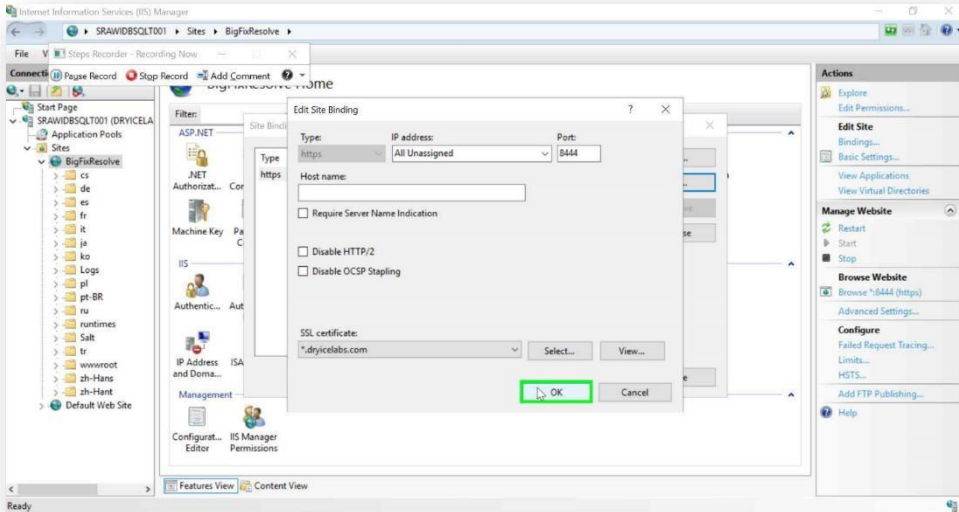 Internet Information Services (IIS) Manager
SRAWIDBSQLT001 Sites BigFixResolve
File V
Steps Recorder - Recording Now
Pause Record Stop Record Add Comment
Connecti
Start Page
SRAWIDBSQLT001 (DRYICELA
Application Pools
Sites
BigFixResolve
cs
de
es
fr
it
ja
ko
Logs
pl
pt-BR
ru
runtimes
Salt
tr
wwwroot
zh-Hans
zh-Hant
Default Web Site
BigFixResolve Home
Filter:
ASP.NET
.NET
Authorizat... Con
Machine Key Pa
C
IIS
Authentic... Aut
IP Address ISA
and Doma...
Management
Configurat... IIS Manager
Editor Permissions
Features View Content View
Ready
Site Bindi
Type
https
Edit Site Binding
? 
Type: IP address: Port:
https All Unassigned 8444
Host name:
Require Server Name Indication
Disable HTTP/2
Disable OCSP Stapling
SSL certificate:
*.dryicelabs.com Select... View...
OK Cancel
...
...
se
e
Actions
Explore
Edit Permissions...
Edit Site
Bindings...
Basic Settings...
View Applications
View Virtual Directories
Manage Website
Restart
Start
Stop
Browse Website
Browse *:8444 (https)
Advanced Settings...
Configure
Failed Request Tracing...
Limits...
HSTS...
Add FTP Publishing...
Help